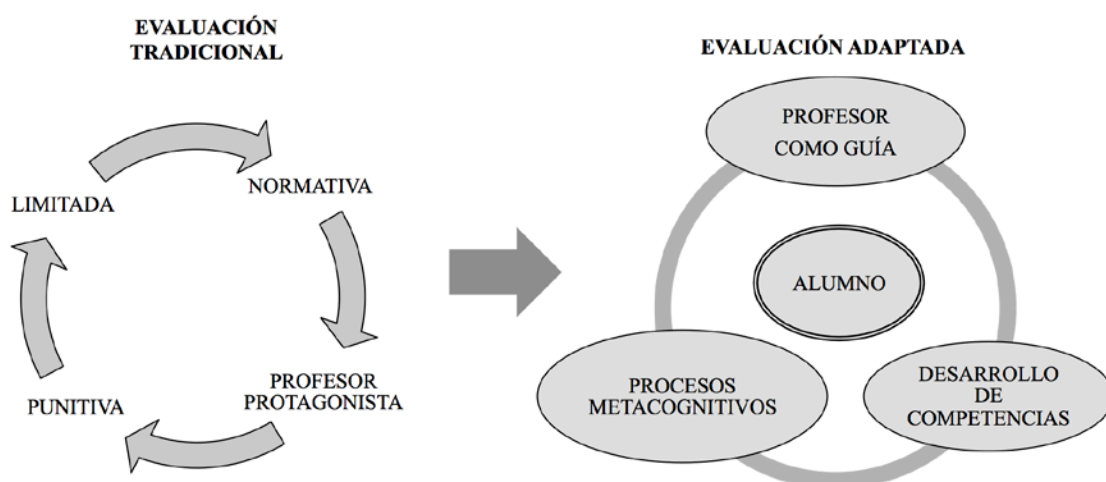 EVALUACIÓN
TRADICIONAL
NORMATIVA
LIMITADA
PROFESOR
PROTAGONISTA
PUNITIVA
EVALUACIÓN ADAPTADA
PROFESOR
COMO GUÍA
ALUMNO
PROCESOS
METACOGNITIVOS
DESARROLLO
DE
COMPETENCIAS